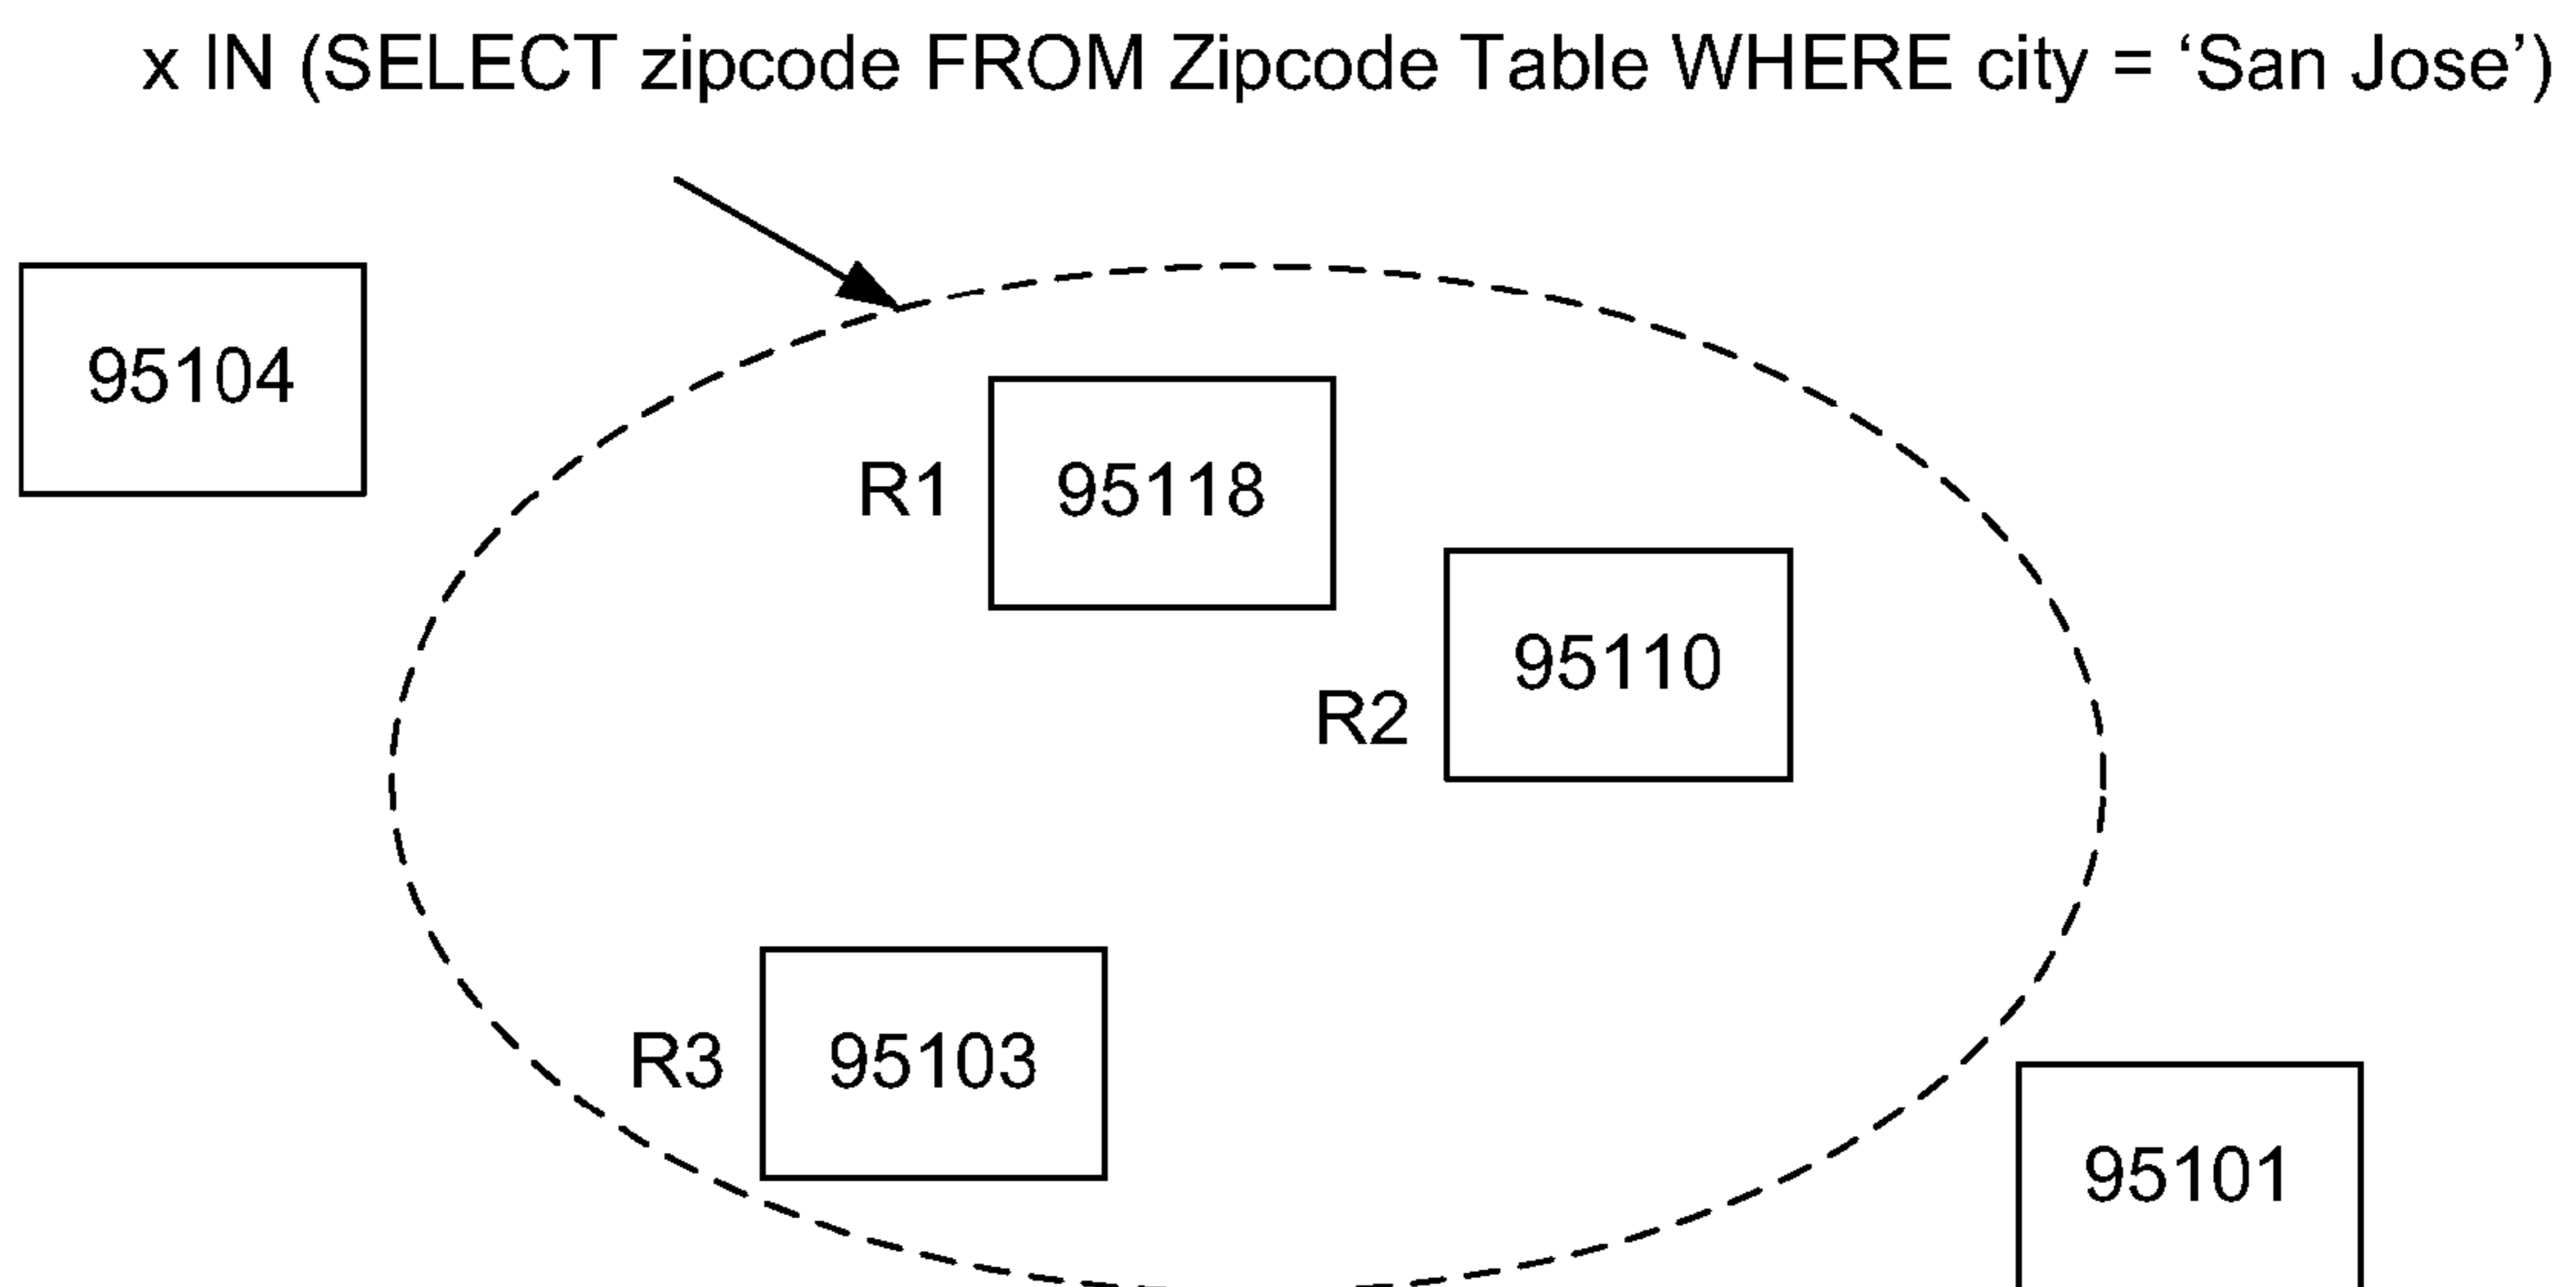 x IN (SELECT zipcode FROM Zipcode Table WHERE city = ‘San Jose’)
95104
R1 95118
R2 95110
R3 95103
95101